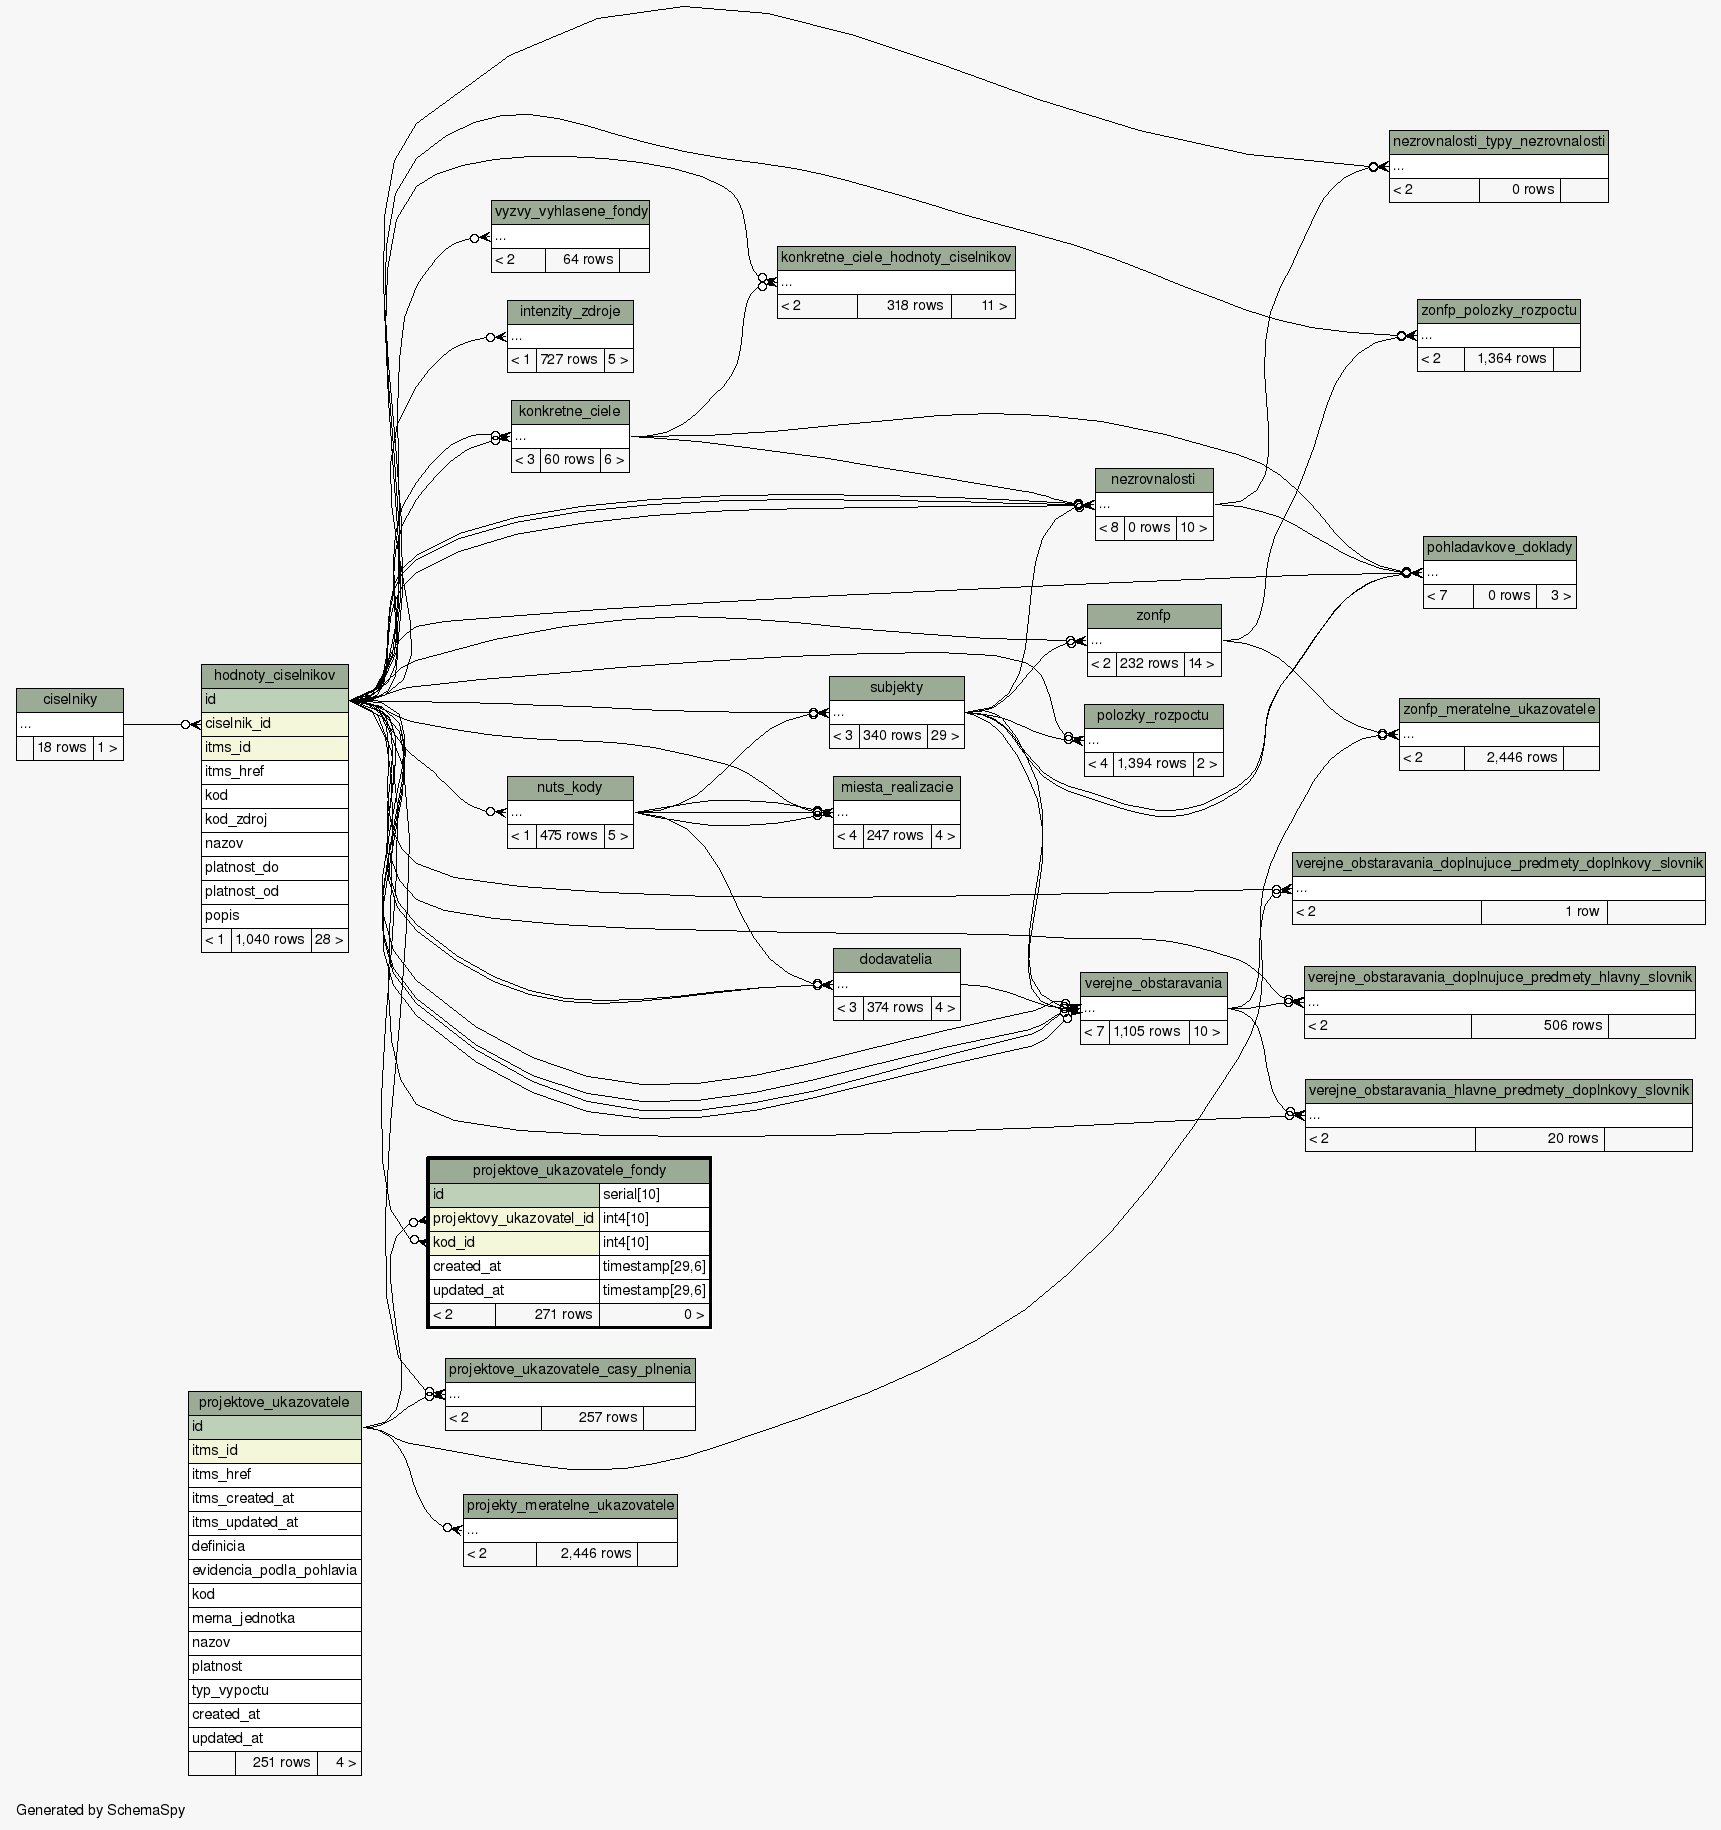 nezrovnalosti_typy_nezrovnalosti
...
< 2 0 rows
vyzvy_vyhlasene_fondy
...
< 2 64 rows
konkretne_ciele_hodnoty_ciselnikov
...
< 2 318 rows 11 >
intenzity_zdroje
...
< 1 727 rows 5 >
zonfp_polozky_rozpoctu
...
< 2 1,364 rows
konkretne_ciele
...
< 3 60 rows 6 >
nezrovnalosti
...
< 8 0 rows 10 >
pohladavkove_doklady
...
< 7 0 rows 3 >
zonfp
...
< 2 232 rows 14 >
hodnoty_ciselnikov
id
ciselnik_id
itms_id
itms_href
kod
kod_zdroj
nazov
platnost_do
platnost_od
popis
< 1 1,040 rows 28 >
ciselniky
...
18 rows 1 >
subjekty
...
< 3 340 rows 29 >
polozky_rozpoctu
...
< 4 1,394 rows 2 >
zonfp_meratelne_ukazovatele
...
< 2 2,446 rows
nuts_kody
...
< 1 475 rows 5 >
miesta_realizacie
...
< 4 247 rows 4 >
verejne_obstaravania_doplnujuce_predmety_doplnkovy_slovnik
...
< 2 1 row
dodavatelia
...
< 3 374 rows 4 >
verejne_obstaravania
...
< 7 1,105 rows 10 >
verejne_obstaravania_doplnujuce_predmety_hlavny_slovnik
...
< 2 506 rows
verejne_obstaravania_hlavne_predmety_doplnkovy_slovnik
...
< 2 20 rows
projektove_ukazovatele_fondy
id serial[10]
projektovy_ukazovatel_id int4[10]
kod_id int4[10]
created_at timestamp[29,6]
updated_at timestamp[29,6]
< 2 271 rows 0 >
projektove_ukazovatele_casy_plnenia
...
< 2 257 rows
projektove_ukazovatele
id
itms_id
itms_href
itms_created_at
itms_updated_at
definicia
evidencia_podla_pohlavia
kod
merna_jednotka
nazov
platnost
typ_vypoctu
created_at
updated_at
251 rows 4 >
projekty_meratelne_ukazovatele
...
< 2 2,446 rows
Generated by SchemaSpy